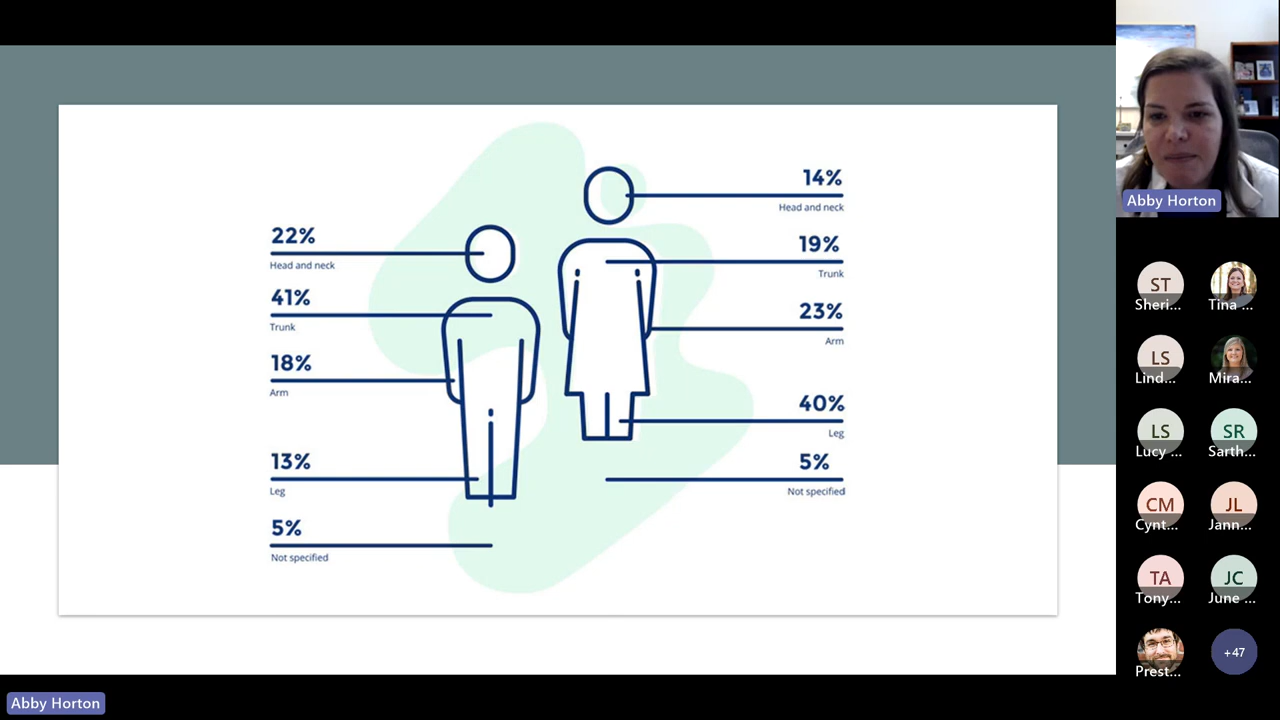 22%
Head and neck
41%
Trunk
18%
Arm
13%
Leg
5%
Not specified
14%
Head and neck
19%
Trunk
23%
Arm
40%
Leg
5%
Not specified
Abby Horton
ST
Sheri...
Tina ...
LS
Lind...
Mira...
LS
Lucy ...
SR
Sarth...
CM
Cynt...
JL
Jann...
TA
Tony...
JC
June ...
Prest...
+47
Abby Horton